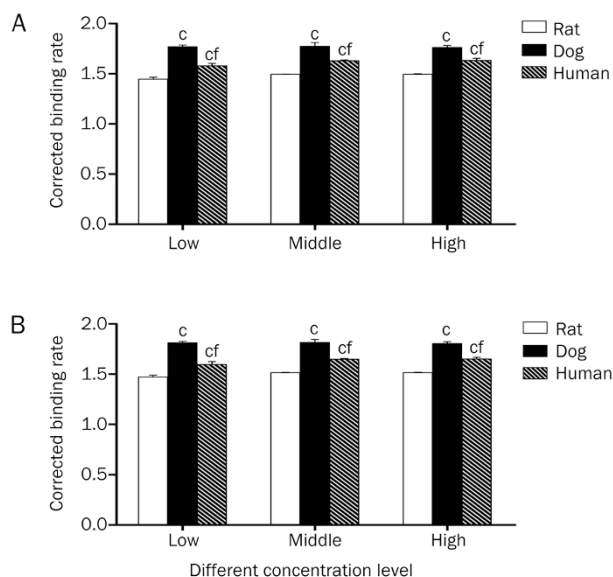 A
Corrected binding rate
2.0
1.5
1.0
0.5
0.0
c cf c cf c cf
Low Middle High
Rat
Dog
Human
B
Corrected binding rate
2.0
1.5
1.0
0.5
0.0
c cf c cf c cf
Low Middle High
Rat
Dog
Human
Different concentration level